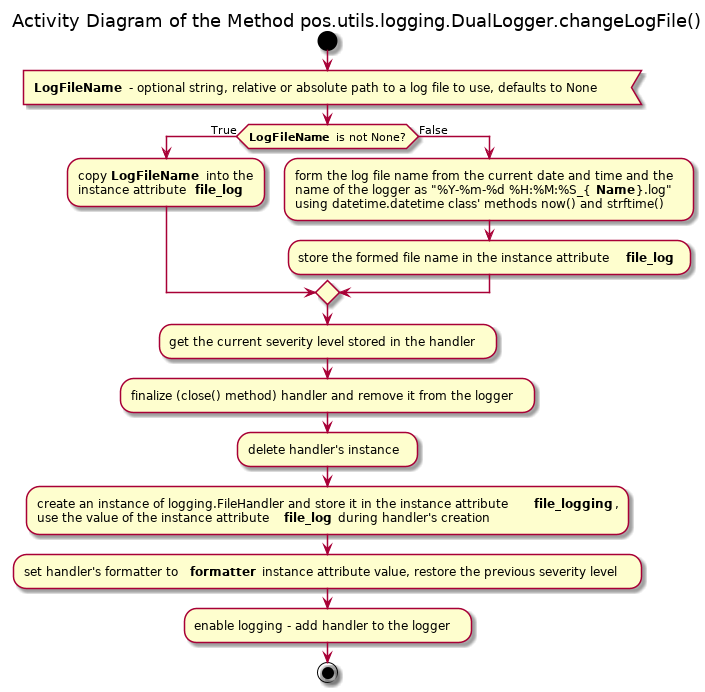 Activity Diagram of the Method pos.utils.logging.DualLogger.changeLogFile()
LogFileName - optional string, relative or absolute path to a log file to use, defaults to None
True
LogFileName is not None?
False
copy LogFileName into the
instance attribute file_log
form the log file name from the current date and time and the
name of the logger as "%Y-%m-%d %H:%M:%S_{ Name}.log"
using datetime.datetime class' methods now() and strftime()
store the formed file name in the instance attribute file_log
get the current severity level stored in the handler
finalize (close() method) handler and remove it from the logger
delete handler's instance
create an instance of logging.FileHandler and store it in the instance attribute file_logging,
use the value of the instance attribute file_log during handler's creation
set handler's formatter to formatter instance attribute value, restore the previous severity level
enable logging - add handler to the logger